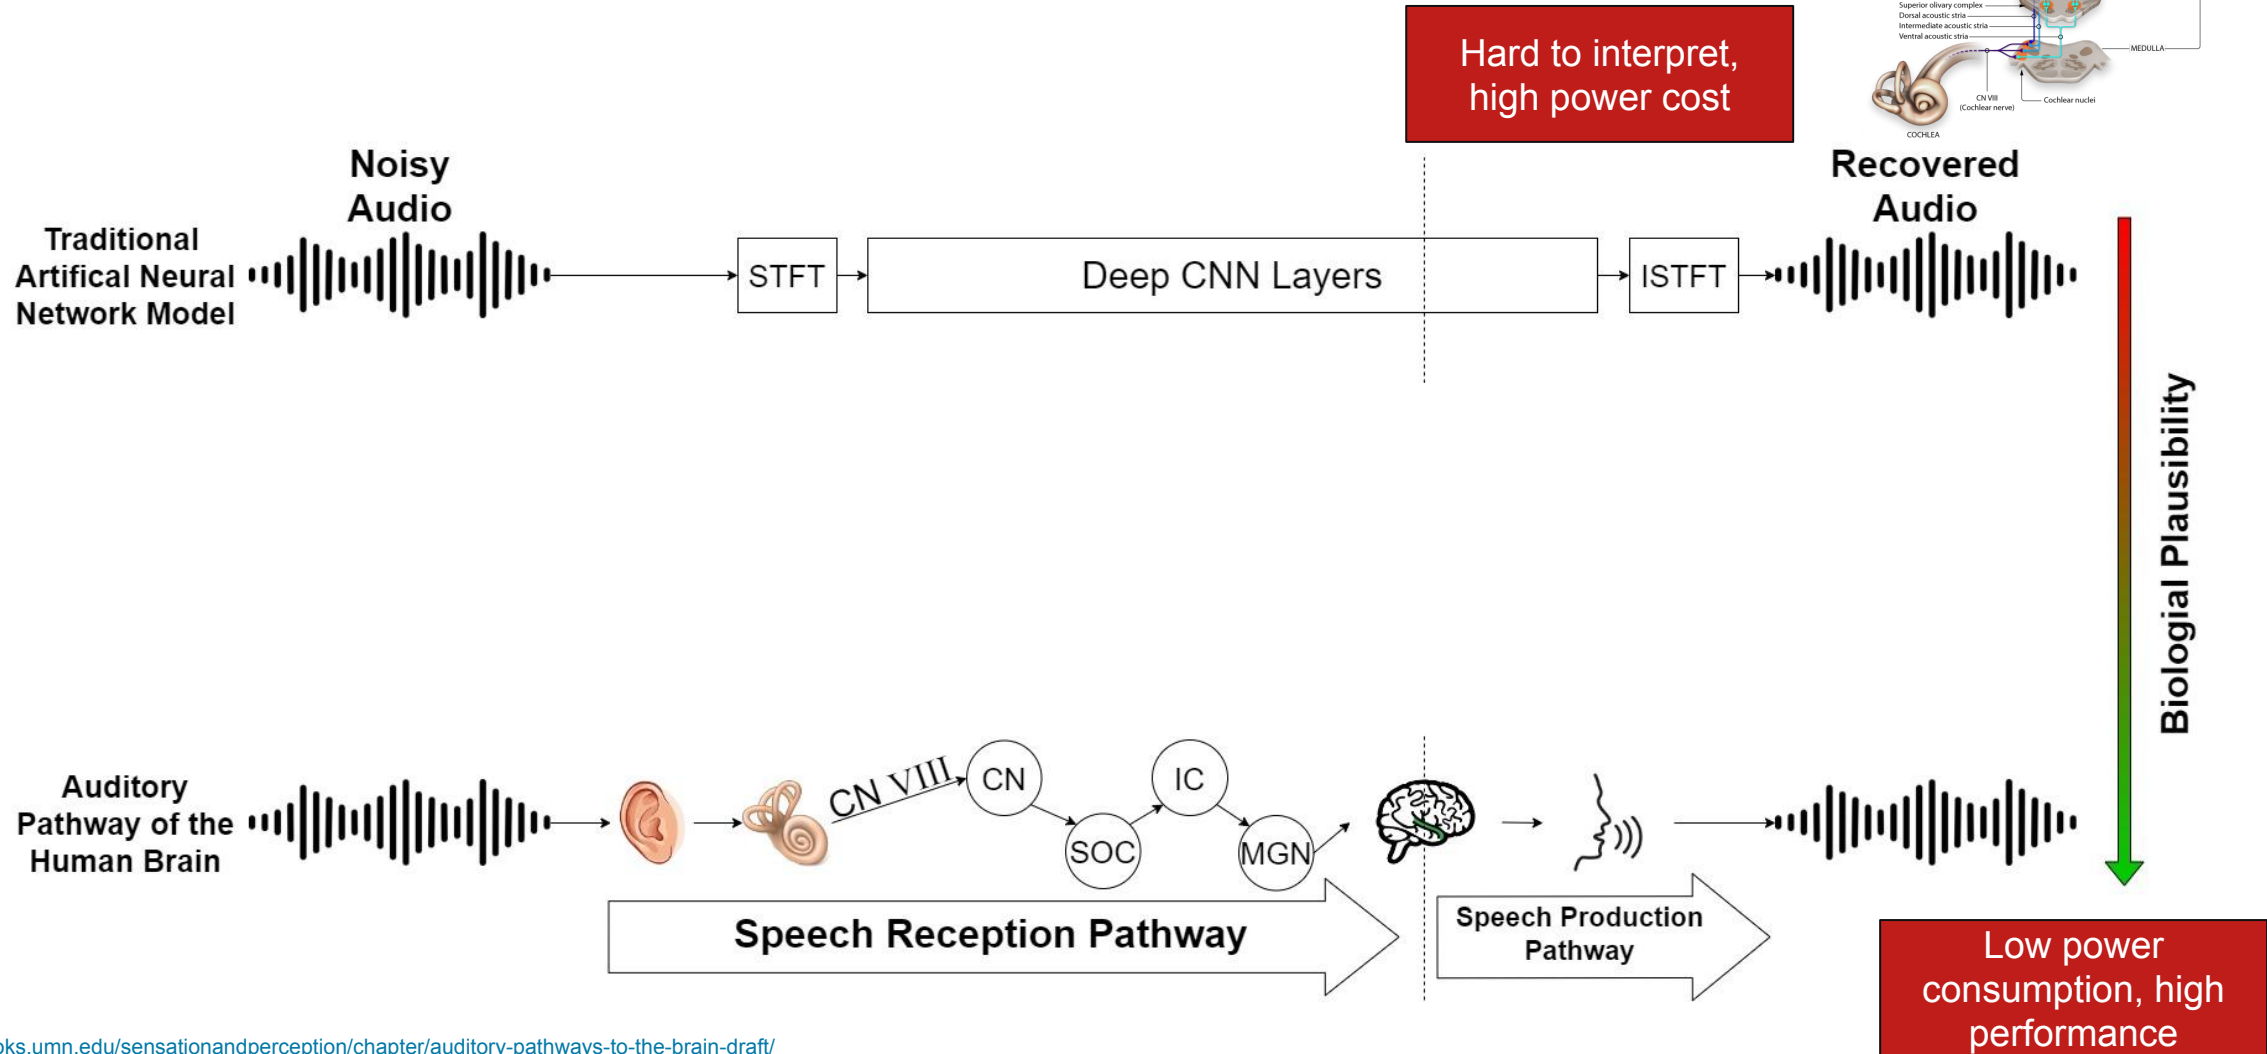 Superior olivary complex
Dorsal acoustic stria
Intermediate acoustic stria
Ventral acoustic stria
MEDULLA
CN VIII
(Cochlear nerve)
Cochlear nuclei
COCHLEA
Hard to interpret,
high power cost
Noisy
Audio
Recovered
Audio
Traditional
Artifical Neural
Network Model
STFT
Deep CNN Layers
ISTFT
Biologial Plausibility
Auditory
Pathway of the
Human Brain
CN VIII
CN
SOC
IC
MGN
Speech Reception Pathway
Speech Production
Pathway
Low power
consumption, high
performance
oks.umn.edu/sensationandperception/chapter/auditory-pathways-to-the-brain-draft/